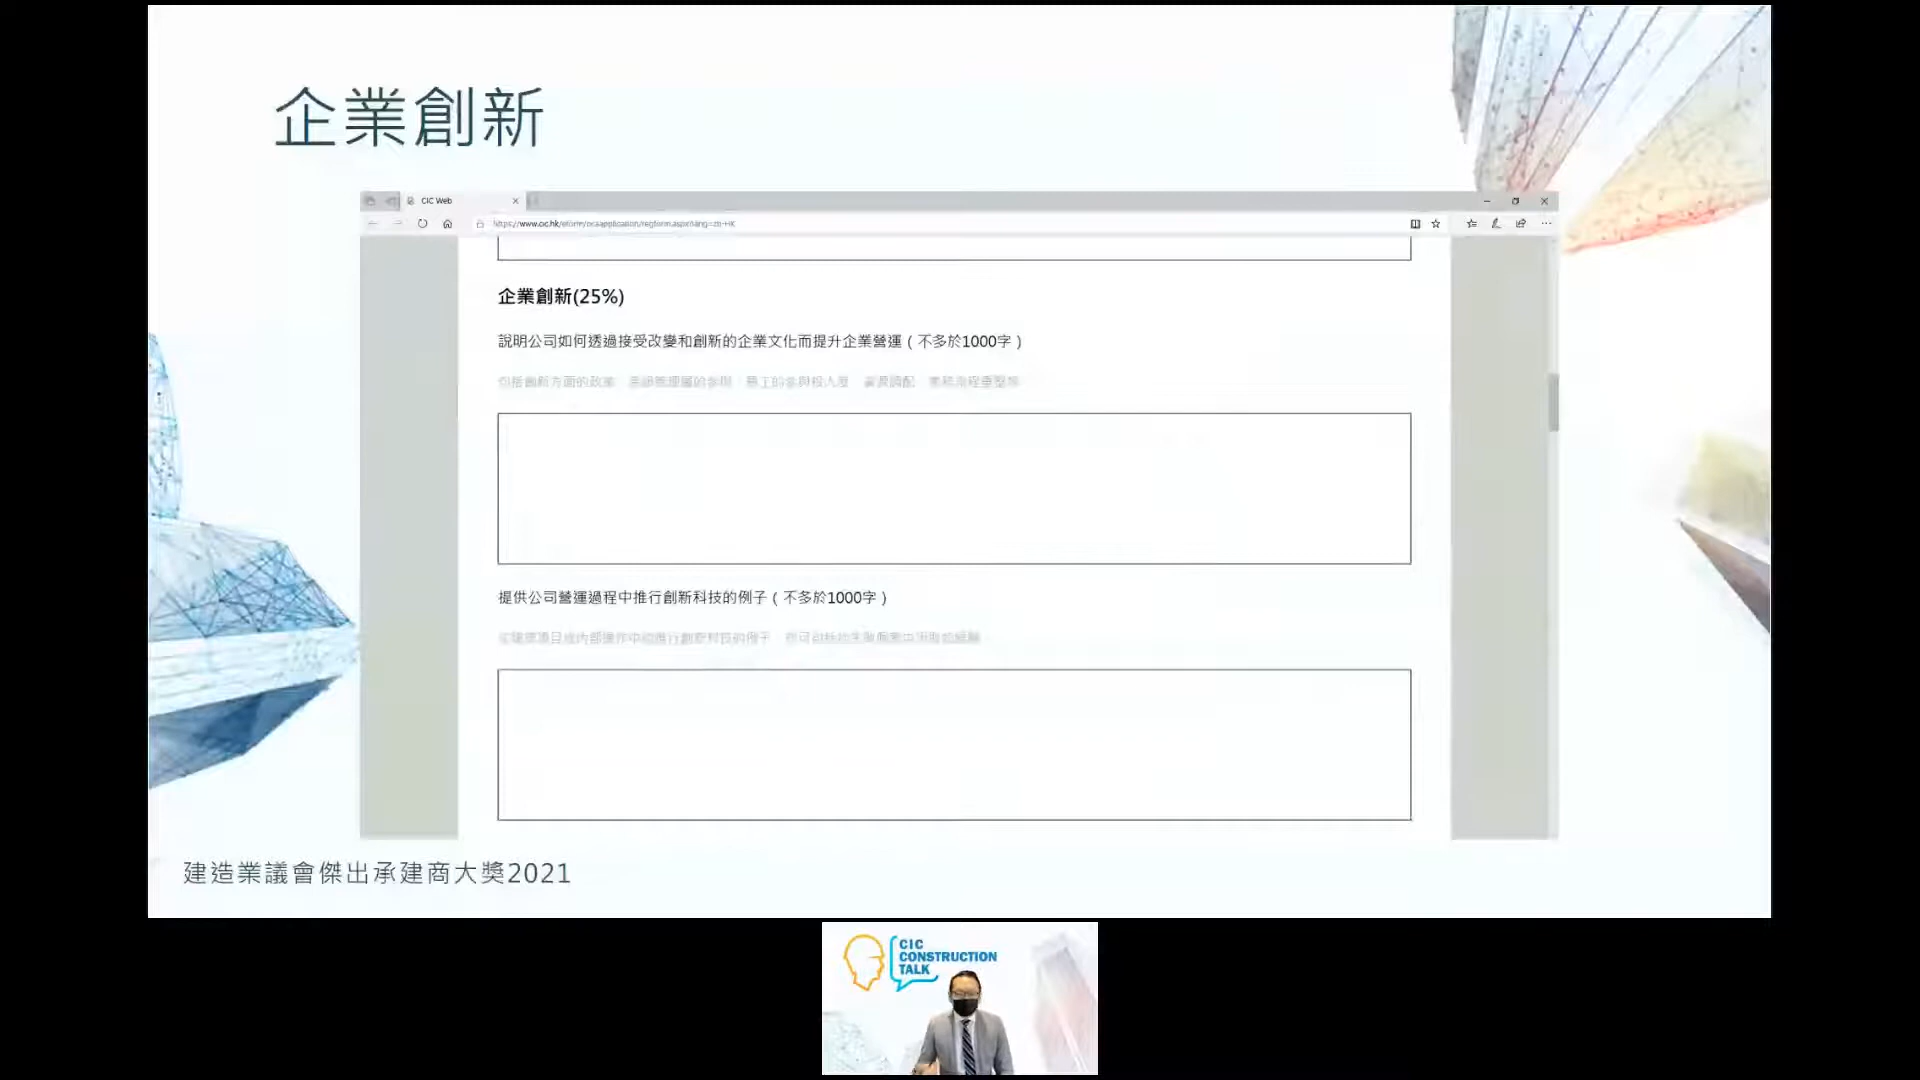 企業創新
CIC Web
企業創新(25%)
說明公司如何透過接受改變和創新的企業文化而提升企業營運（不多於1000字）
提供公司營運過程中推行創新科技的例子（不多於1000字）
建造業議會傑出承建商大獎2021
CIC
CONSTRUCTION
TALK